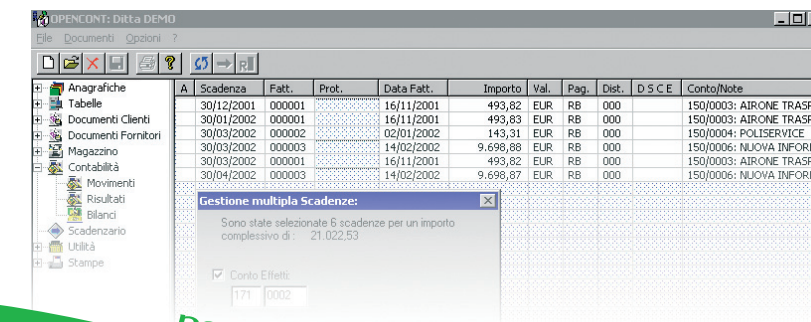 OPENCONT: Ditta DEMO
File Documenti Opzioni ?
Anagrafiche
Tabelle
Documenti Clienti
Documenti Fornitori
Magazzino
Contabilità
Movimenti
Risultati
Bilanci
Scadenzario
Utilità
Stampe
A Scadenza Fatt. Prot. Data Fatt. Importo Val. Pag. Dist. D S C E Conto/Note
30/12/2001 000001 16/11/2001 493,82 EUR RB 000 150/0003: AIRONE TRASP
30/01/2002 000001 16/11/2001 493,83 EUR RB 000 150/0003: AIRONE TRASP
30/03/2002 000002 02/01/2002 143,31 EUR RB 000 150/0004: POLISERVICE
30/03/2002 000003 14/02/2002 9.698,88 EUR RB 000 150/0006: NUOVA INFOR
30/03/2002 000001 16/11/2001 493,82 EUR RB 000 150/0003: AIRONE TRASP
30/04/2002 000003 14/02/2002 9.698,87 EUR RB 000 150/0006: NUOVA INFOR
Gestione multipla Scadenze:
Sono state selezionate 6 scadenze per un importo
complessivo di : 21.022,53
Conto Effetti:
171 0002